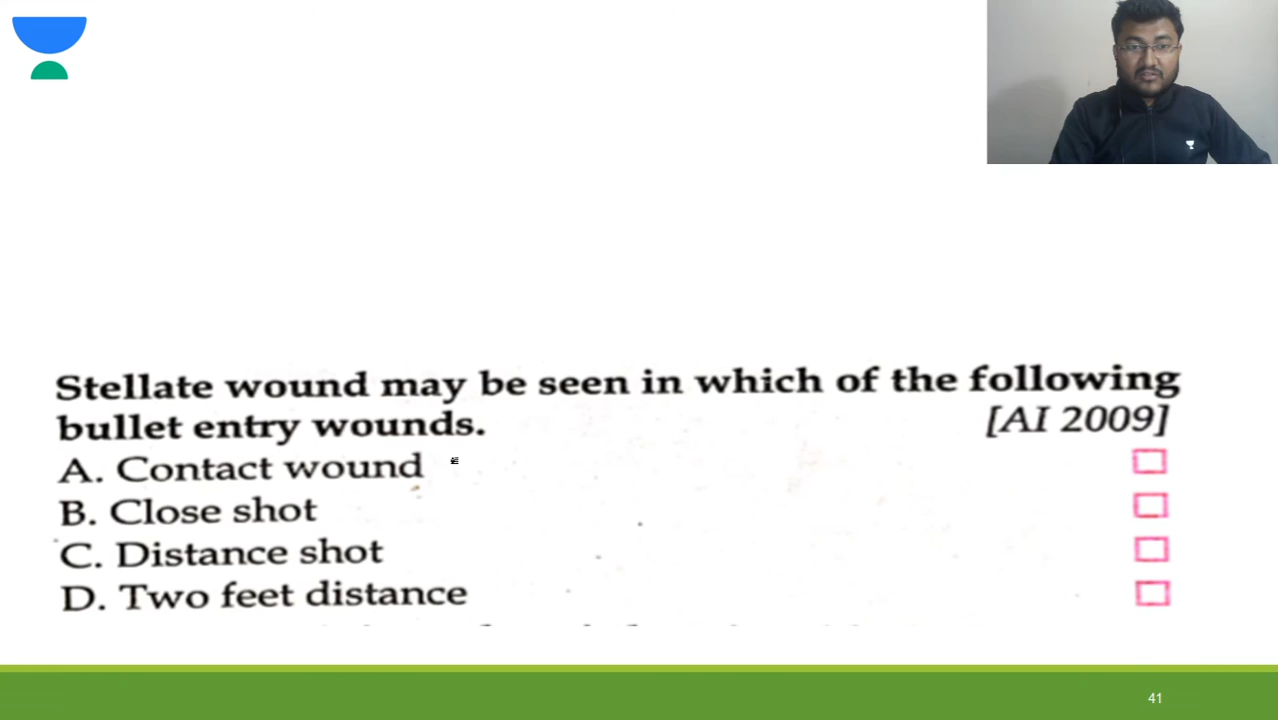 Stellate wound may be seen in which of the following
bullet entry wounds. [AI 2009]
A. Contact wound
B. Close shot
C. Distance shot
D. Two feet distance
41